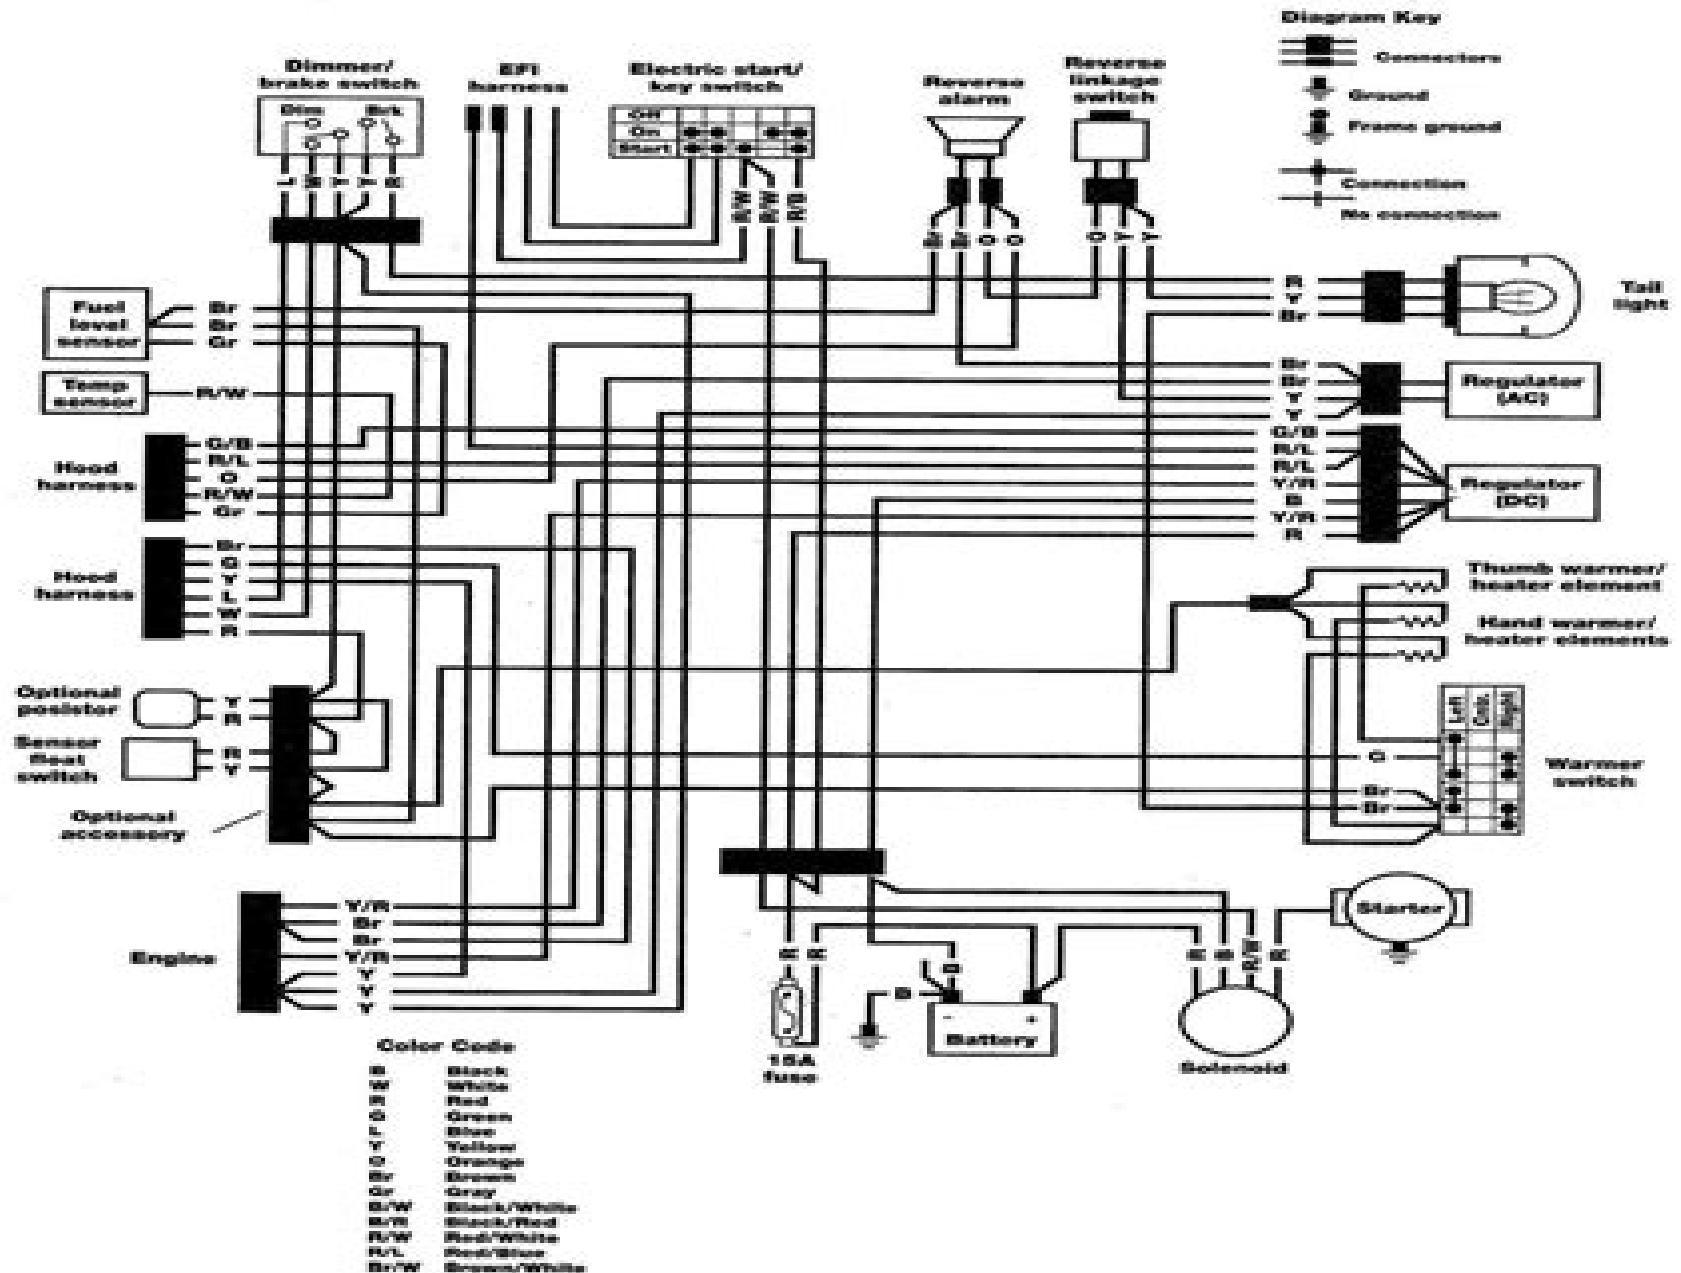 Diagram Key
Connectors
Ground
Frame ground
Connection
No connection
Dimmer/
brake switch
Dim Brk
L W Y Y R
EFI
harness
Electric start/
key switch
Off
On
Start
R/W R/W R/B
Reverse
alarm
Br Br O O
Reverse
linkage
switch
O Y Y
R
Y
Br
Tail
light
Fuel
level
sensor
Br
Br
Gr
Temp
sensor
R/W
Br
Br
Y
Y
Regulator
(AC)
Hood
harness
G/B
R/L
O
R/W
Gr
G/B
R/L
R/L
Y/R
B
Y/R
R
Regulator
(DC)
Hood
harness
Br
G
Y
L
W
R
Thumb warmer/
heater element
Hand warmer/
heater elements
Optional
posistor
Y
R
Sensor
float
switch
R
Y
Optional
accessory
Left Right
Br
Br
Warmer
switch
Engine
Y/R
Br
Br
Y/R
Y
Y
Y
R R
15A
fuse
B
- +
Battery
R B R/W R
Solenoid
Starter
Color Code
B Black
W White
R Red
G Green
L Blue
Y Yellow
O Orange
Br Brown
Gr Gray
B/W Black/White
B/R Black/Red
R/W Red/White
R/L Red/Blue
Br/W Brown/White